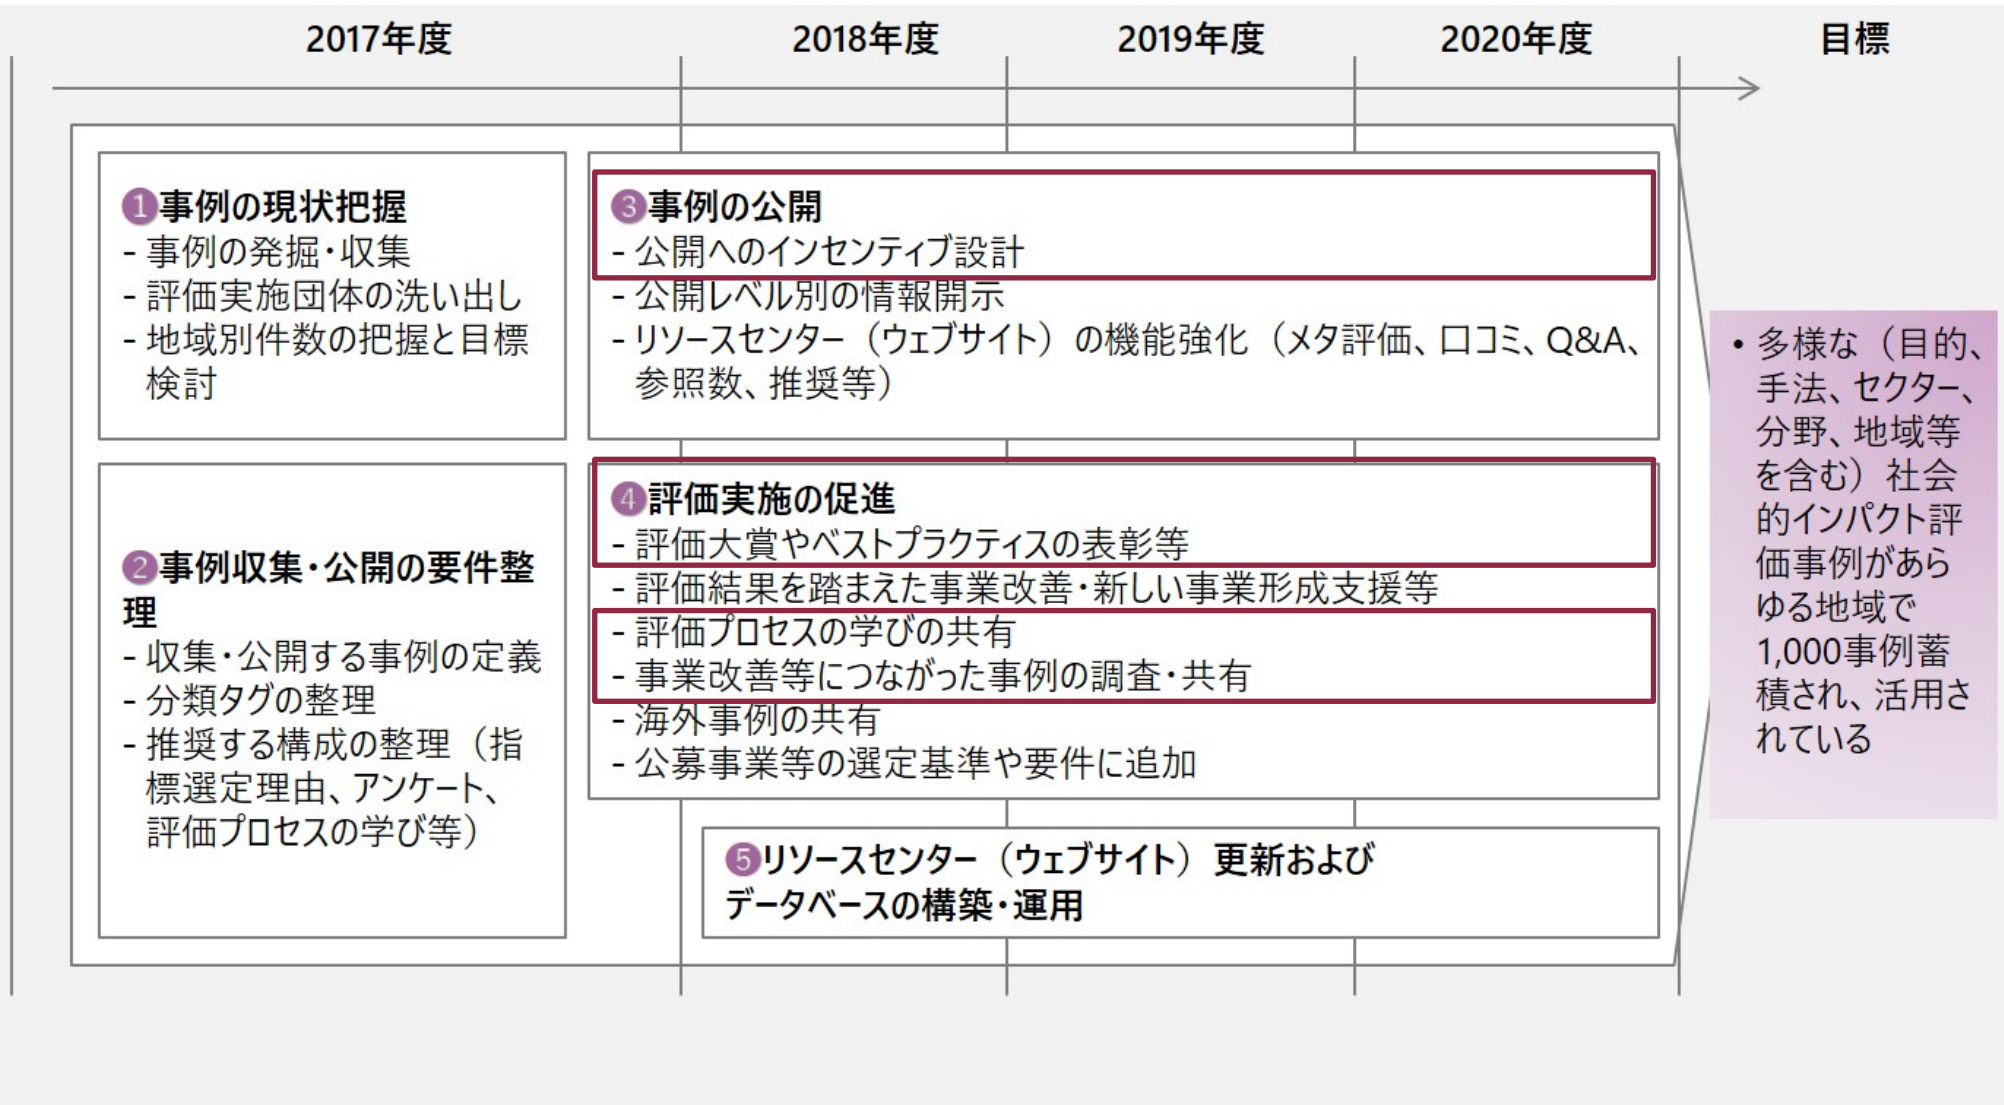 2017年度
2018年度
2019年度
2020年度
目標
❶事例の現状把握
- 事例の発掘・収集
- 評価実施団体の洗い出し
- 地域別件数の把握と目標
検討
❷事例収集・公開の要件整
理
- 収集・公開する事例の定義
- 分類タグの整理
- 推奨する構成の整理（指
標選定理由、アンケート、
評価プロセスの学び等）
❸事例の公開
- 公開へのインセンティブ設計
- 公開レベル別の情報開示
- リソースセンター（ウェブサイト）の機能強化（メタ評価、口コミ、Q&A、
参照数、推奨等）
❹評価実施の促進
- 評価大賞やベストプラクティスの表彰等
- 評価結果を踏まえた事業改善・新しい事業形成支援等
- 評価プロセスの学びの共有
- 事業改善等につながった事例の調査・共有
- 海外事例の共有
- 公募事業等の選定基準や要件に追加
❺リソースセンター（ウェブサイト）更新および
データベースの構築・運用
• 多様な（目的、
手法、セクター、
分野、地域等
を含む）社会
的インパクト評
価事例があら
ゆる地域で
1,000事例蓄
積され、活用さ
れている